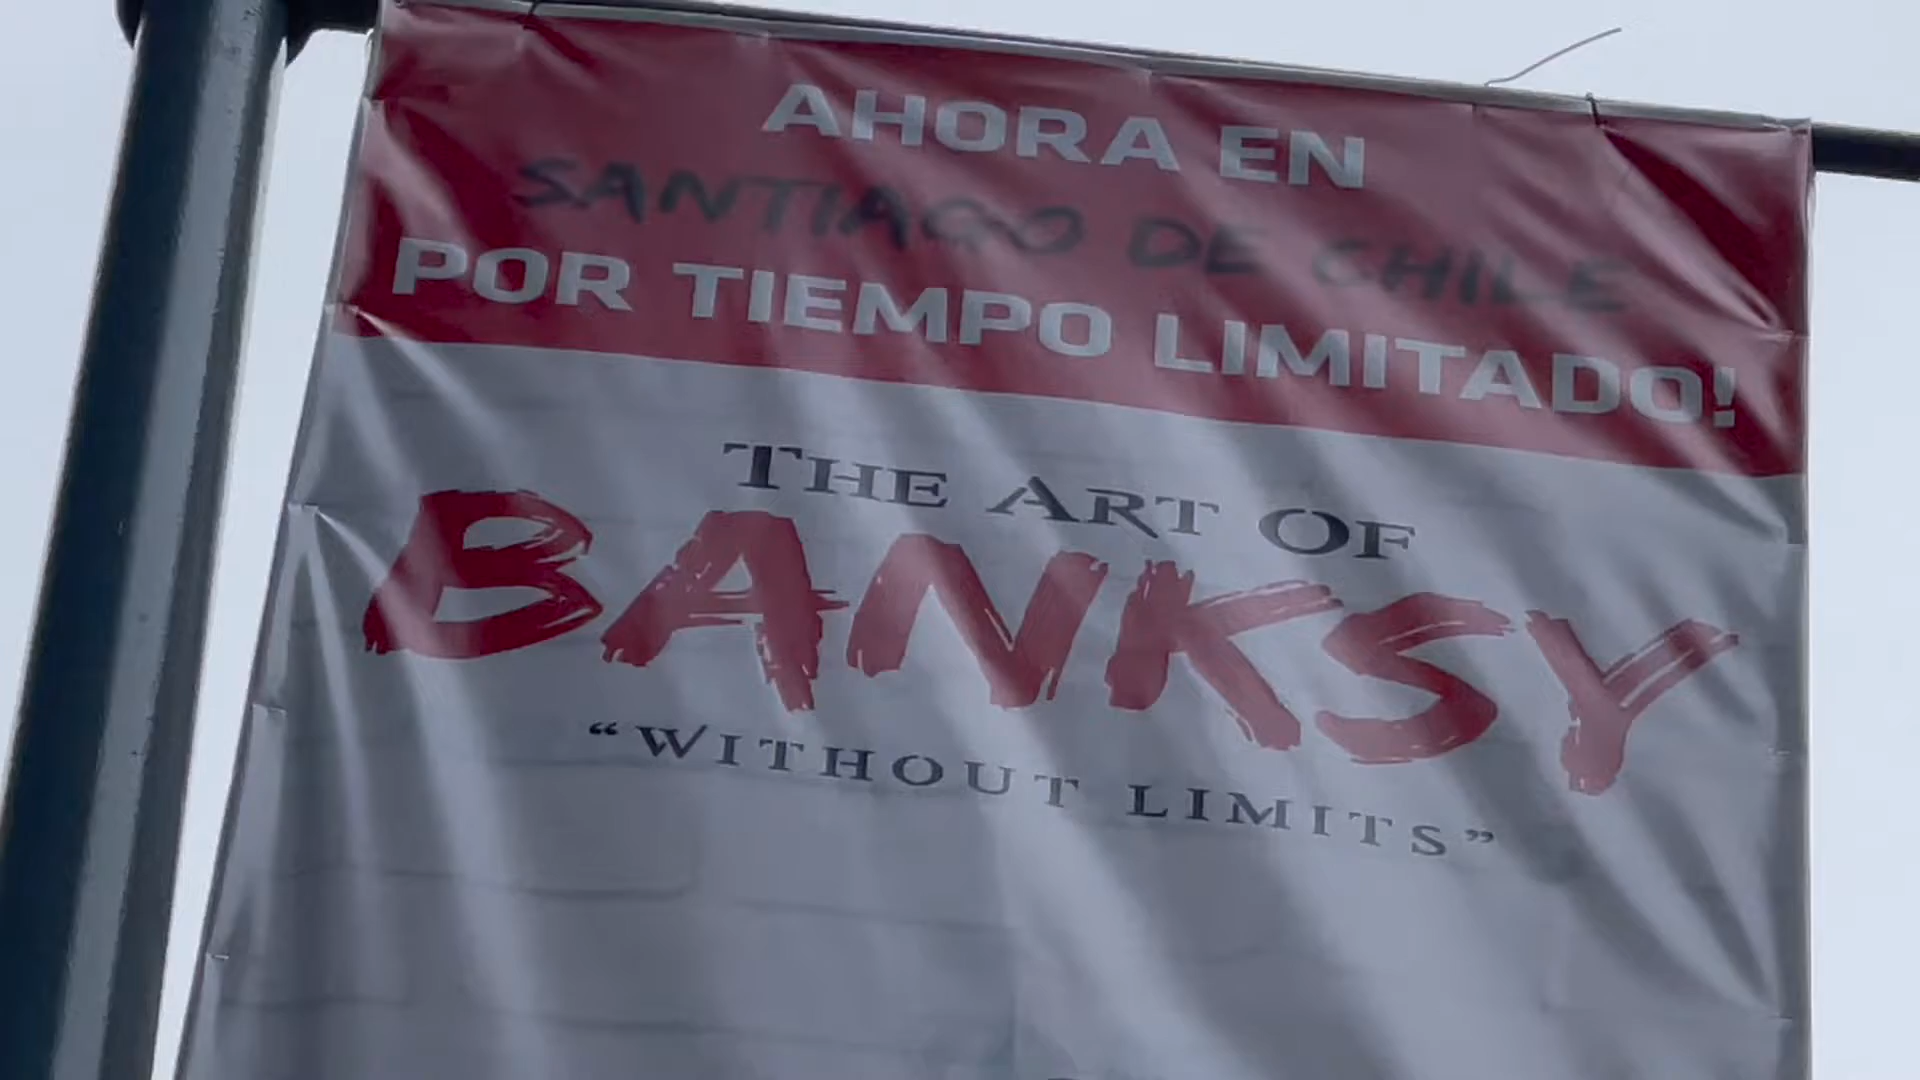 AHORA EN
SANTIAGO DE CHILE
POR TIEMPO LIMITADO!
THE ART OF
BANKSY
“WITHOUT LIMITS”